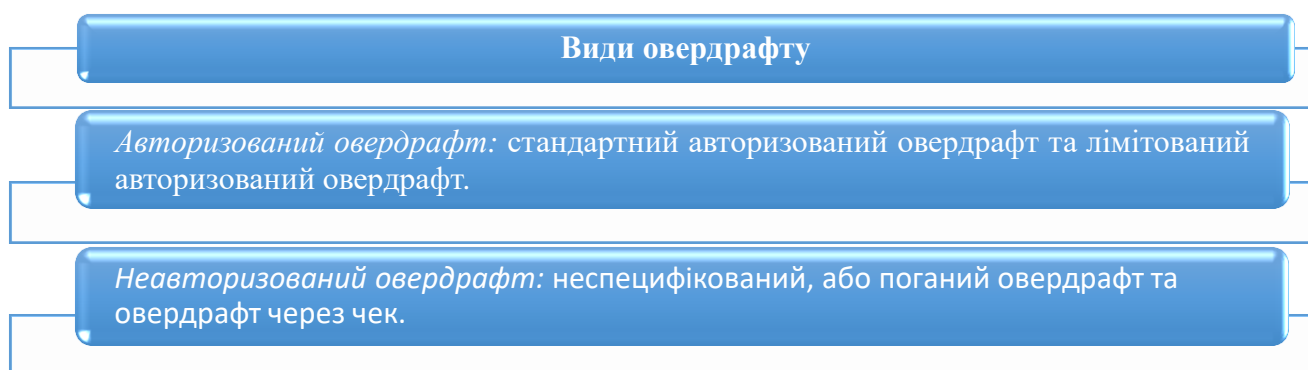 Види овердрафту
Авторизований овердрафт: стандартний авторизований овердрафт та лімітований
авторизований овердрафт.
Неавторизований овердрафт: неспецифікований, або поганий овердрафт та
овердрафт через чек.